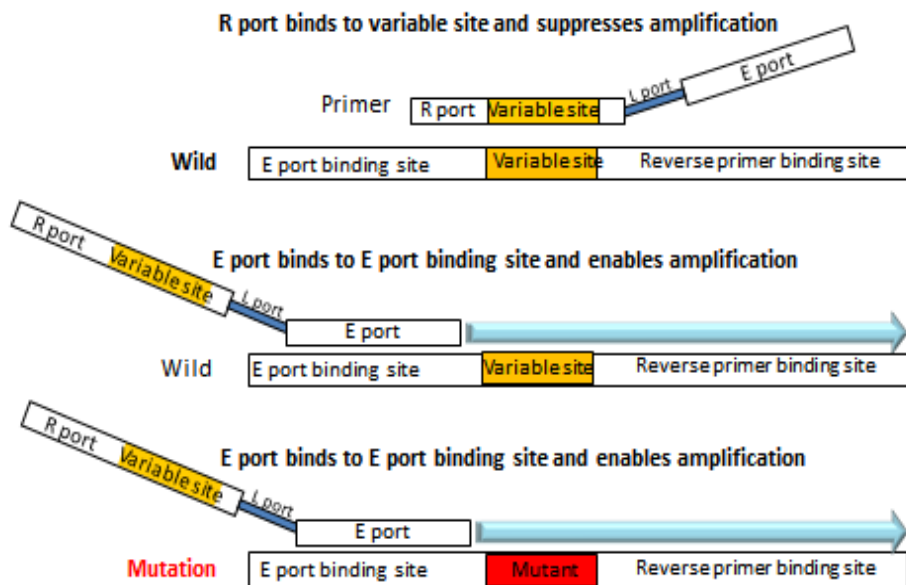 R port binds to variable site and suppresses amplification
E port
L port
Primer
R port Variable site
Wild
E port binding site Variable site Reverse primer binding site
R port
Variable site
E port binds to E port binding site and enables amplification
L port
E port
Wild
E port binding site Variable site Reverse primer binding site
R port
Variable site
E port binds to E port binding site and enables amplification
L port
E port
Mutation
E port binding site Mutant Reverse primer binding site